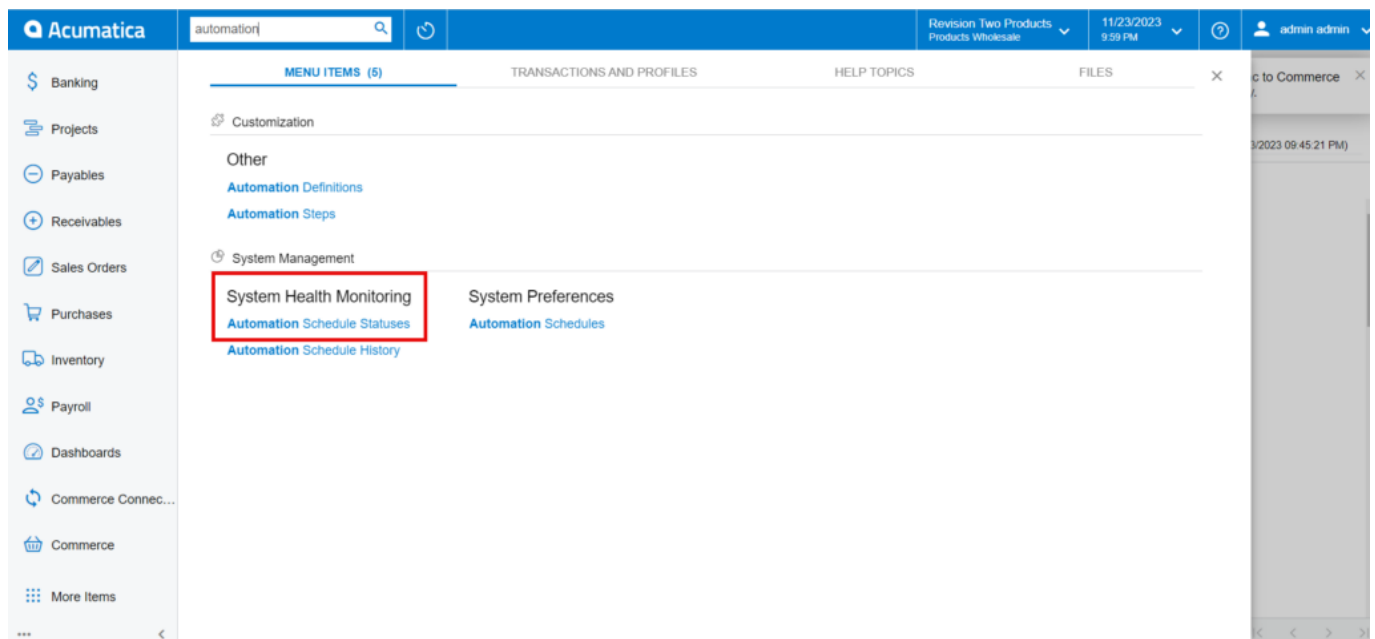 Acumatica
automation
Revision Two Products
Products Wholesale
11/23/2023
9:59 PM
admin admin
Banking
Projects
Payables
Receivables
Sales Orders
Purchases
Inventory
Payroll
Dashboards
Commerce Connec...
Commerce
More Items
MENU ITEMS (5)
TRANSACTIONS AND PROFILES
HELP TOPICS
FILES
Customization
Other
Automation Definitions
Automation Steps
System Management
System Health Monitoring
Automation Schedule Statuses
Automation Schedule History
System Preferences
Automation Schedules
c to Commerce
3/2023 09:45:21 PM)